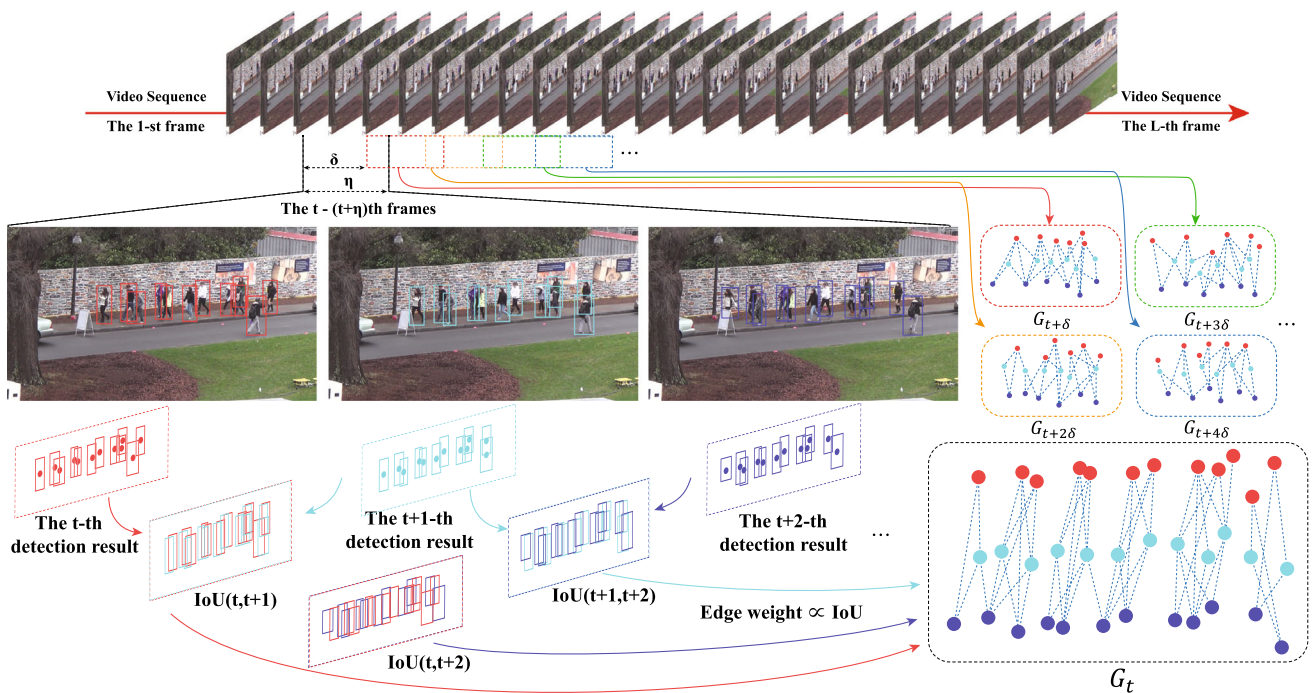 Video Sequence
The 1-st frame
Video Sequence
The L-th frame
δ
...
η
The t - (t+η)th frames
G_{t+δ}
G_{t+3δ}
...
G_{t+2δ}
G_{t+4δ}
The t-th
detection result
The t+1-th
detection result
The t+2-th
detection result
...
IoU(t,t+1)
IoU(t+1,t+2)
Edge weight ∝ IoU
IoU(t,t+2)
G_t